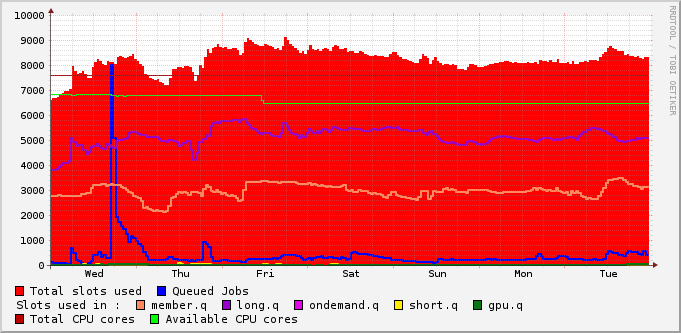 10000
9000
8000
7000
6000
5000
4000
3000
2000
1000
0
Wed Thu Fri Sat Sun Mon Tue
Total slots used Queued Jobs
Slots used in : member.q long.q ondemand.q short.q gpu.q
Total CPU cores Available CPU cores
RRDTOOL / TOBI OETIKER